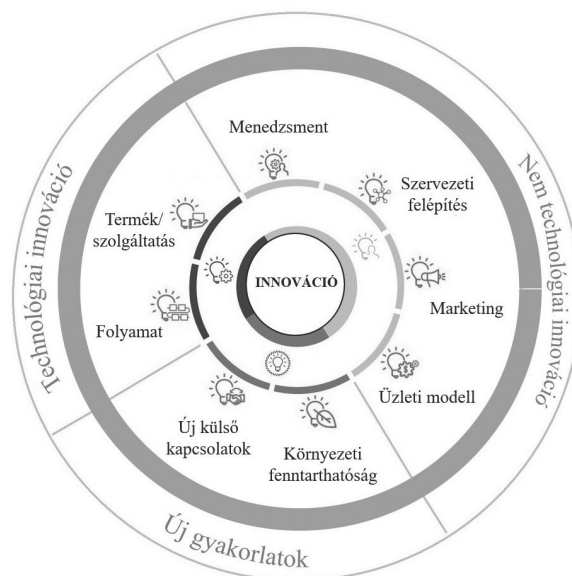 Technológiai innováció
Nem technológiai innováció
Új gyakorlatok
Menedzsment
Szervezeti
felépítés
Marketing
Üzleti modell
Környezeti
fenntarthatóság
Új külső
kapcsolatok
Folyamat
Termék/
szolgáltatás
INNOVÁCIÓ